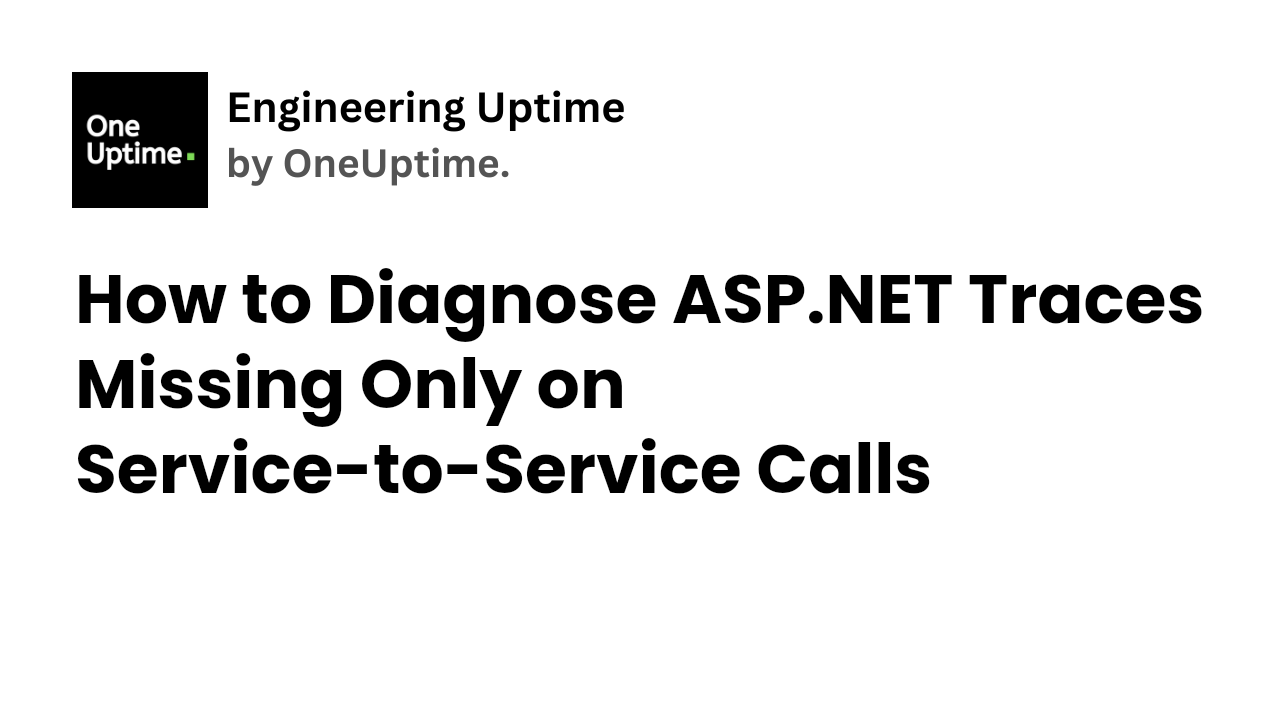 One
Uptime
Engineering Uptime
by OneUptime.
How to Diagnose ASP.NET Traces
Missing Only on
Service-to-Service Calls